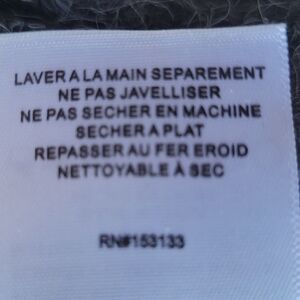 LAVER A LA MAIN SEPAREMENT
NE PAS JAVELLISER
NE PAS SECHER EN MACHINE
SECHER A PLAT
REPASSER AU FER EROID
NETTOYABLE À SEC
RN#153133